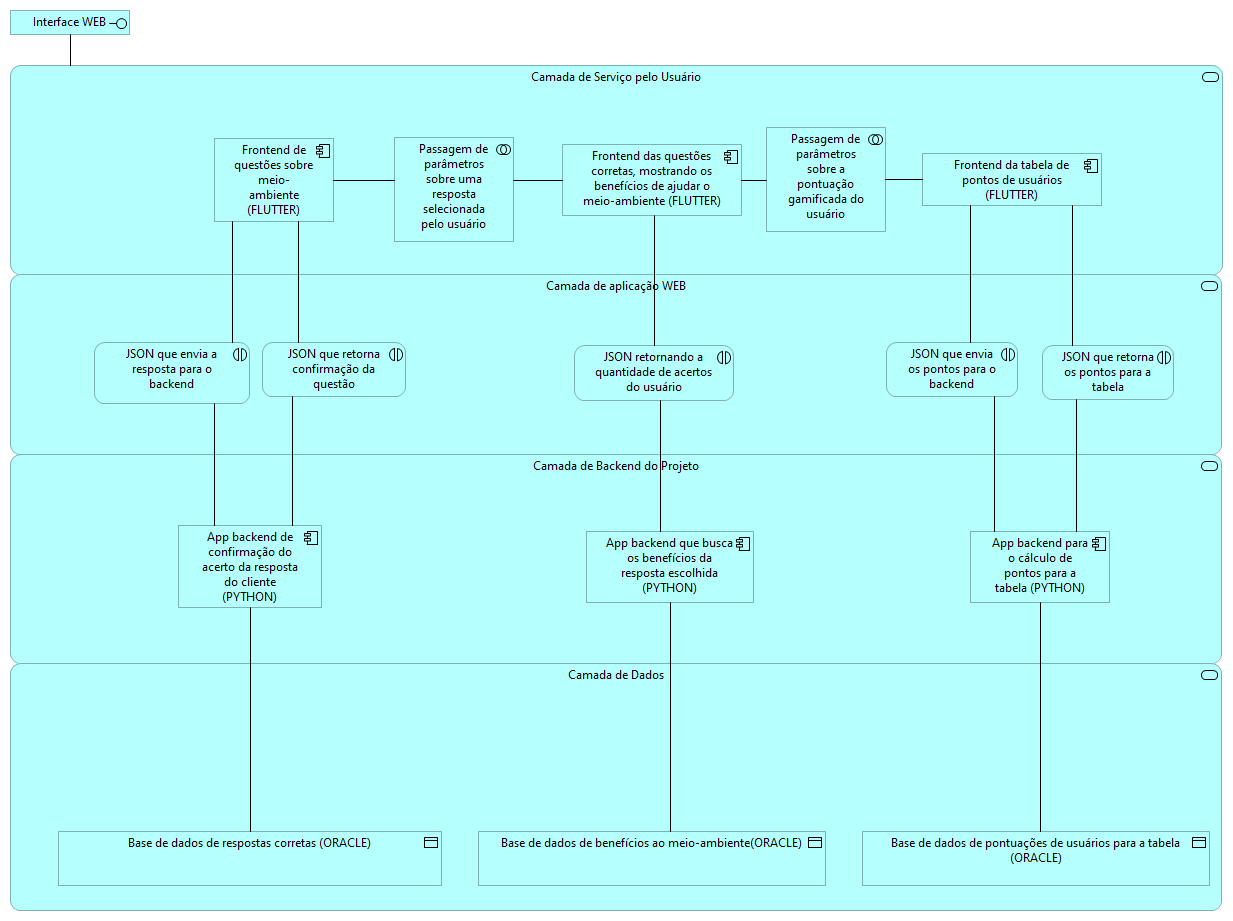 Interface WEB
Camada de Serviço pelo Usuário
Frontend de
questões sobre
meio-
ambiente
(FLUTTER)
Passagem de
parâmetros
sobre uma
resposta
selecionada
pelo usuário
Frontend das questões
corretas, mostrando os
benefícios de ajudar o
meio-ambiente (FLUTTER)
Passagem de
parâmetros
sobre a
pontuação
gamificada do
usuário
Frontend da tabela de
pontos de usuários
(FLUTTER)
Camada de aplicação WEB
JSON que envia a
resposta para o
backend
JSON que retorna
confirmação da
questão
JSON retornando a
quantidade de acertos
do usuário
JSON que envia
os pontos para o
backend
JSON que retorna
os pontos para a
tabela
Camada de Backend do Projeto
App backend de
confirmação do
acerto da resposta
do cliente
(PYTHON)
App backend que busca
os benefícios da
resposta escolhida
(PYTHON)
App backend para
o cálculo de
pontos para a
tabela (PYTHON)
Camada de Dados
Base de dados de respostas corretas (ORACLE)
Base de dados de benefícios ao meio-ambiente(ORACLE)
Base de dados de pontuações de usuários para a tabela
(ORACLE)